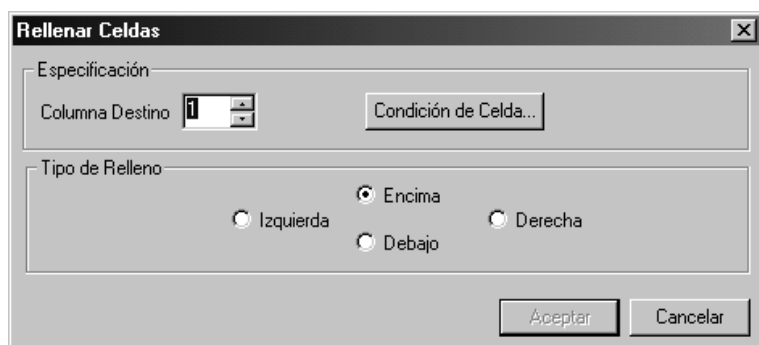 Rellenar Celdas
Especificación
Columna Destino 1 Condición de Celda...
Tipo de Relleno
Encima
Izquierda Derecha
Debajo
Aceptar Cancelar